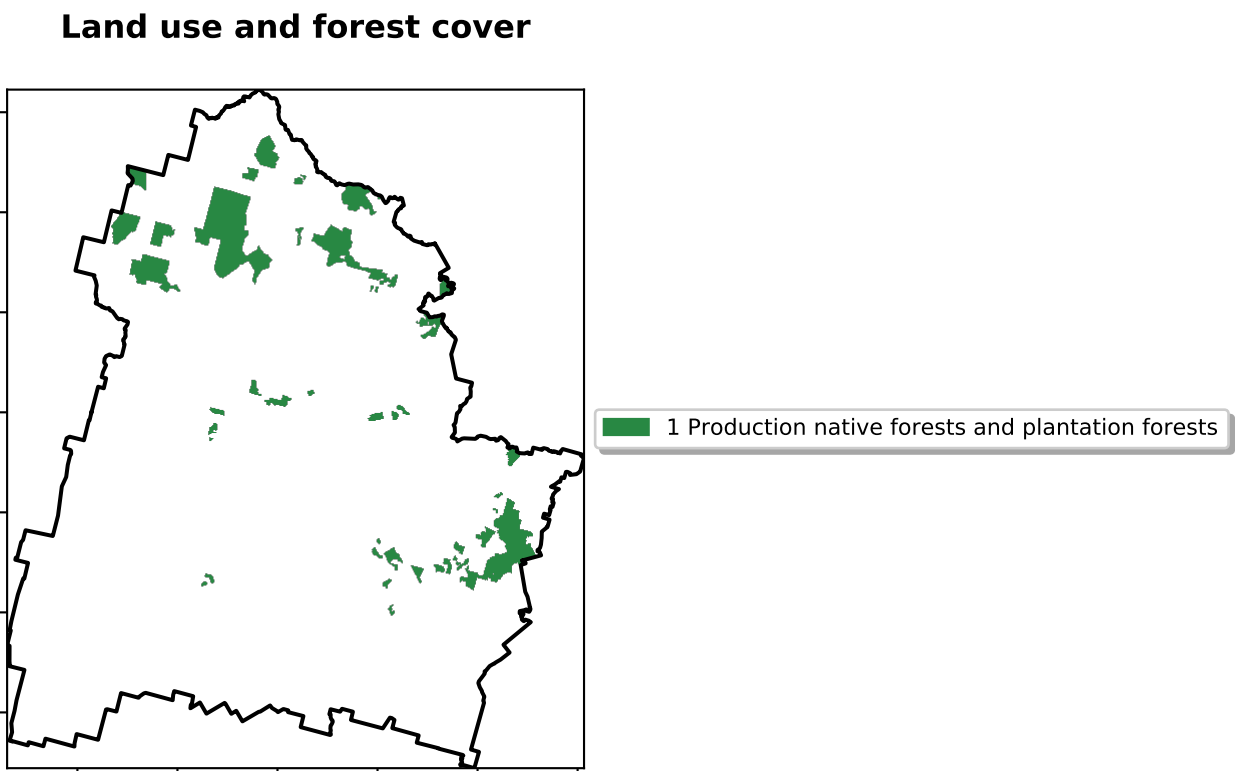 Land use and forest cover
1 Production native forests and plantation forests